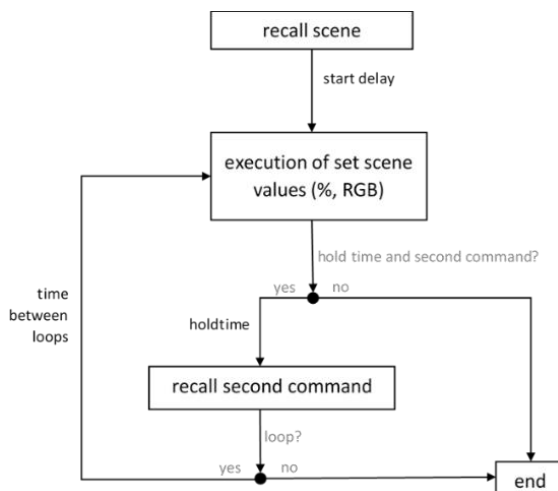 recall scene
start delay
execution of set scene
values (%, RGB)
hold time and second command?
yes no
time
between
loops
holdtime
recall second command
loop?
yes no
end